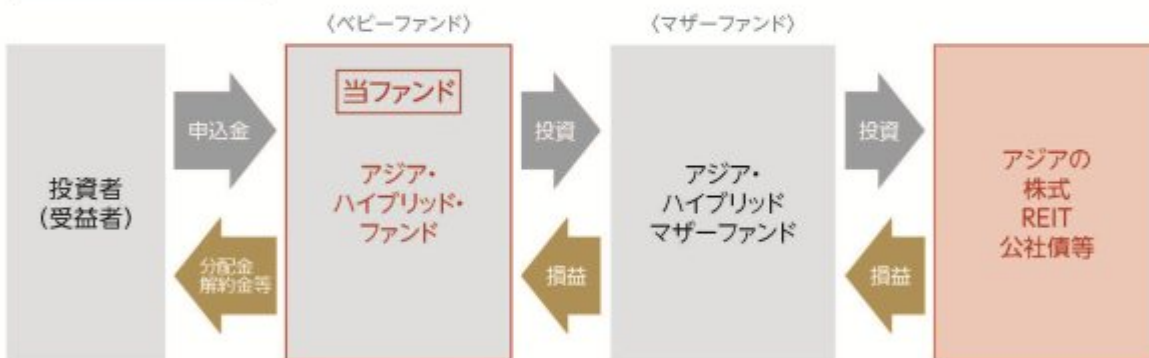 〈ベビーファンド〉
〈マザーファンド〉
投資者
(受益者)
申込金
分配金
解約金等
当ファンド
アジア・
ハイブリッド・
ファンド
投資
損益
アジア・
ハイブリッド
マザーファンド
投資
損益
アジアの
株式
REIT
公社債等